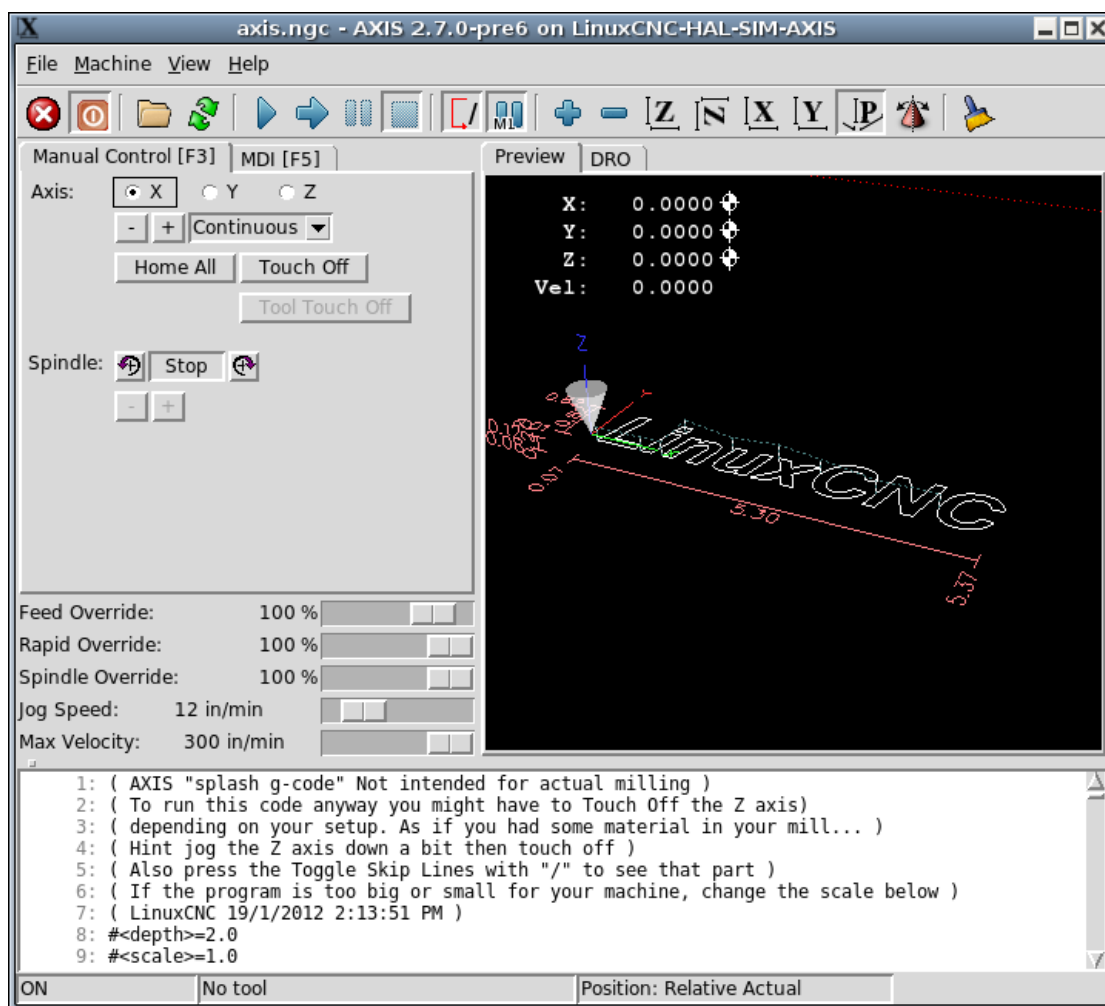 axis.ngc - AXIS 2.7.0-pre6 on LinuxCNC-HAL-SIM-AXIS
File Machine View Help
M1 Z N X Y P
Manual Control [F3] MDI [F5]
Axis: X Y Z
- + Continuous
Home All Touch Off
Tool Touch Off
Spindle: Stop
- +
Feed Override: 100 %
Rapid Override: 100 %
Spindle Override: 100 %
Jog Speed: 12 in/min
Max Velocity: 300 in/min
Preview DRO
X: 0.0000
Y: 0.0000
Z: 0.0000
Vel: 0.0000
Z
Y
LinuxCNC
0.07
5.30
5.37
1: ( AXIS "splash g-code" Not intended for actual milling )
2: ( To run this code anyway you might have to Touch Off the Z axis)
3: ( depending on your setup. As if you had some material in your mill... )
4: ( Hint jog the Z axis down a bit then touch off )
5: ( Also press the Toggle Skip Lines with "/" to see that part )
6: ( If the program is too big or small for your machine, change the scale below )
7: ( LinuxCNC 19/1/2012 2:13:51 PM )
8: #<depth>=2.0
9: #<scale>=1.0
ON No tool Position: Relative Actual